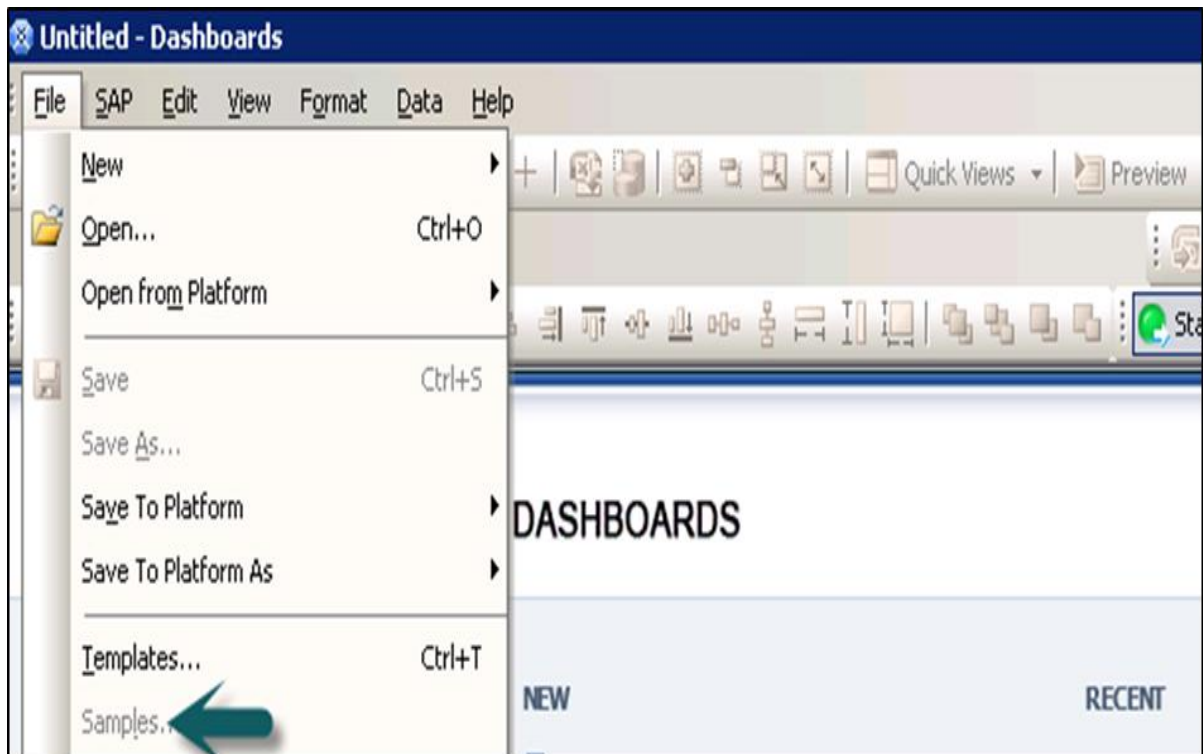 Untitled - Dashboards
File SAP Edit View Format Data Help
New
Quick Views
Preview
Open... Ctrl+O
Open from Platform
Save Ctrl+S
Save As...
Save To Platform
DASHBOARDS
Save To Platform As
Templates... Ctrl+T
Samples..
NEW
RECENT